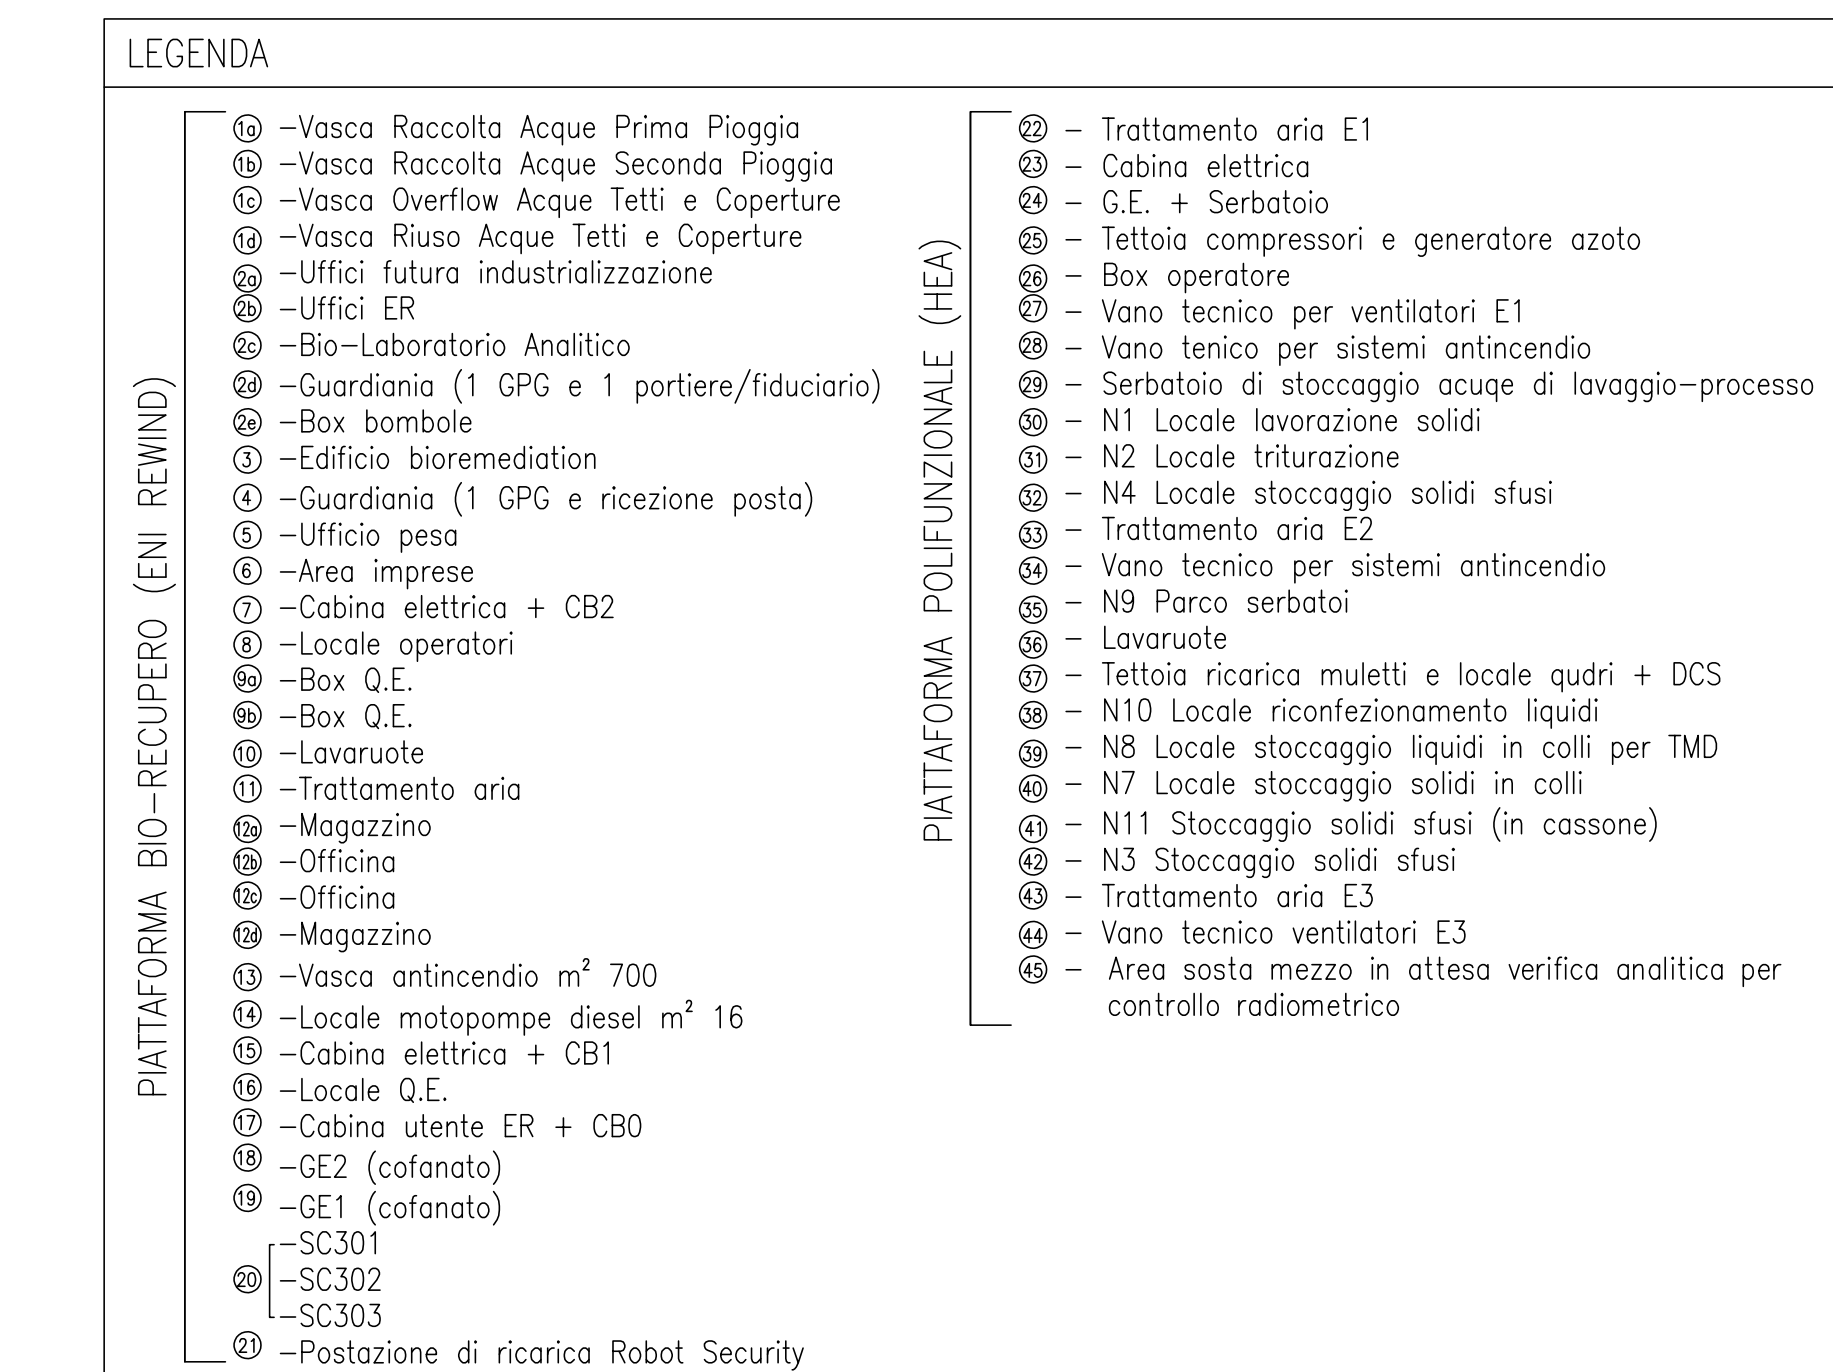 LEGENDA
PIATTAFORMA BIO-RECUPERO (ENI REWIND)
1a -Vasca Raccolta Acque Prima Pioggia
1b -Vasca Raccolta Acque Seconda Pioggia
1c -Vasca Overflow Acque Tetti e Coperture
1d -Vasca Riuso Acque Tetti e Coperture
2a -Uffici futura industrializzazione
2b -Uffici ER
2c -Bio-Laboratorio Analitico
2d -Guardiania (1 GPG e 1 portiere/fiduciario)
2e -Box bombole
3 -Edificio bioremediation
4 -Guardiania (1 GPG e ricezione posta)
5 -Ufficio pesa
6 -Area imprese
7 -Cabina elettrica + CB2
8 -Locale operatori
9a -Box Q.E.
9b -Box Q.E.
10 -Lavaruote
11 -Trattamento aria
12a -Magazzino
12b -Officina
12c -Officina
12d -Magazzino
13 -Vasca antincendio m² 700
14 -Locale motopompe diesel m² 16
15 -Cabina elettrica + CB1
16 -Locale Q.E.
17 -Cabina utente ER + CB0
18 -GE2 (cofanato)
19 -GE1 (cofanato)
-SC301
20 -SC302
-SC303
21 -Postazione di ricarica Robot Security
PIATTAFORMA POLIFUNZIONALE (HEA)
22 - Trattamento aria E1
23 - Cabina elettrica
24 - G.E. + Serbatoio
25 - Tettoia compressori e generatore azoto
26 - Box operatore
27 - Vano tecnico per ventilatori E1
28 - Vano tenico per sistemi antincendio
29 - Serbatoio di stoccaggio acuqe di lavaggio-processo
30 - N1 Locale lavorazione solidi
31 - N2 Locale triturazione
32 - N4 Locale stoccaggio solidi sfusi
33 - Trattamento aria E2
34 - Vano tecnico per sistemi antincendio
35 - N9 Parco serbatoi
36 - Lavaruote
37 - Tettoia ricarica muletti e locale qudri + DCS
38 - N10 Locale riconfezionamento liquidi
39 - N8 Locale stoccaggio liquidi in colli per TMD
40 - N7 Locale stoccaggio solidi in colli
41 - N11 Stoccaggio solidi sfusi (in cassone)
42 - N3 Stoccaggio solidi sfusi
43 - Trattamento aria E3
44 - Vano tecnico ventilatori E3
45 - Area sosta mezzo in attesa verifica analitica per
controllo radiometrico